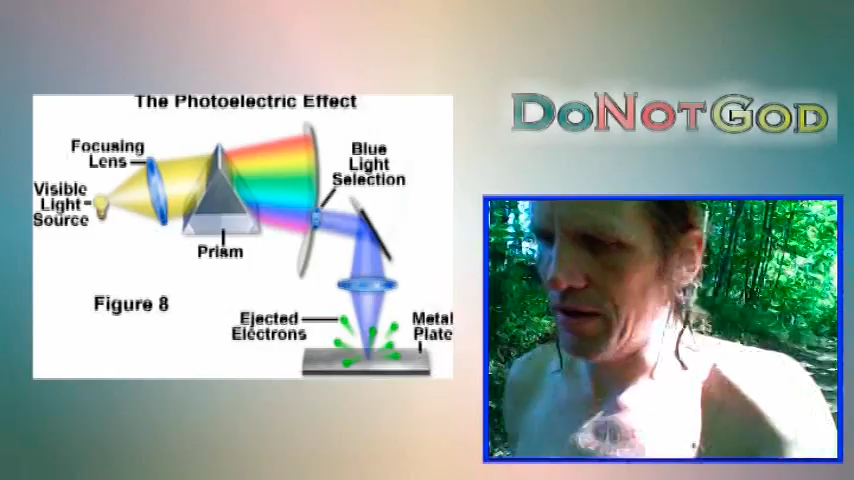 The Photoelectric Effect
DoNotGod
Focusing
Lens
Blue
Light
Selection
Visible
Light
Source
Prism
Figure 8
Ejected
Electrons
Metal
Plate